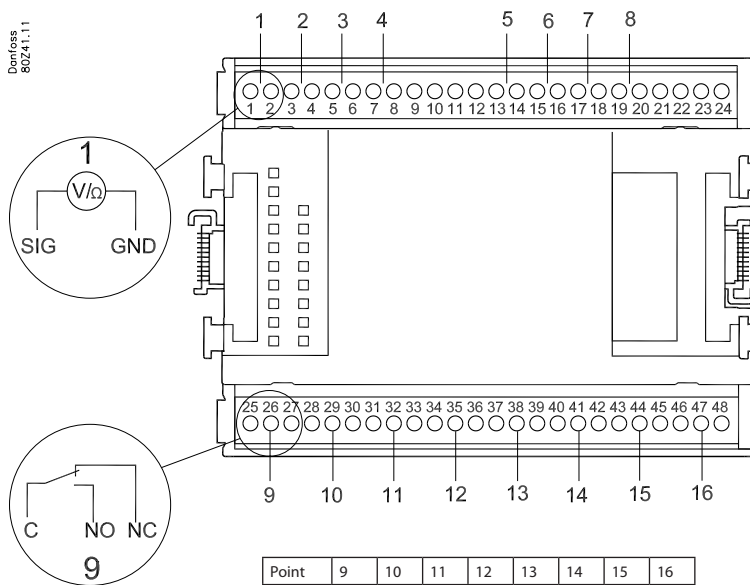 Danfoss
80Z41.11
1 2 3 4 5 6 7 8
1 2 3 4 5 6 7 8 9 10 11 12 13 14 15 16 17 18 19 20 21 22 23 24
1
V/Ω
SIG GND
25 26 27 28 29 30 31 32 33 34 35 36 37 38 39 40 41 42 43 44 45 46 47 48
9 10 11 12 13 14 15 16
C NO NC
9
Point 9 10 11 12 13 14 15 16